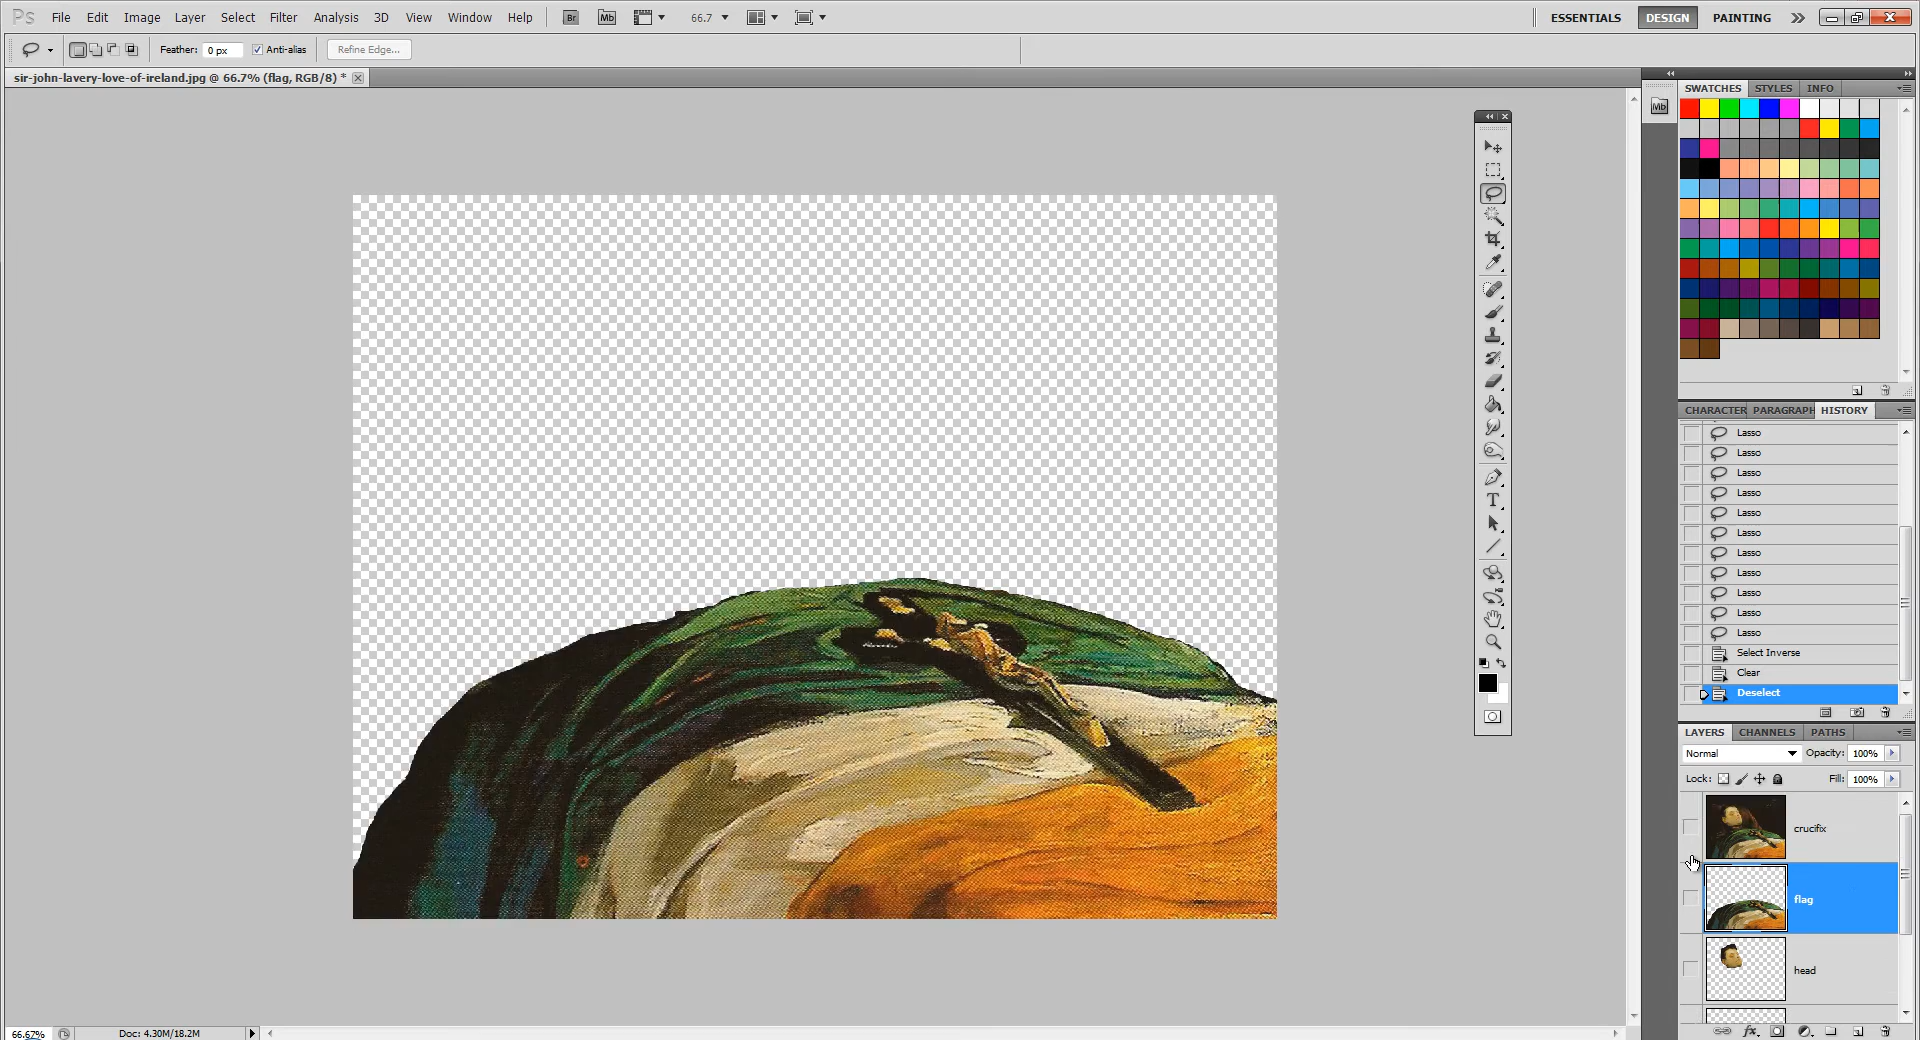 Ps File Edit Image Layer Select Filter Analysis 3D View Window Help Br Mb 66.7 ESSENTIALS DESIGN PAINTING
Feather: 0 px Anti-alias Refine Edge...
sir-john-lavery-love-of-ireland.jpg @ 66.7% (flag, RGB/8) *
SWATCHES STYLES INFO
Mb
CHARACTER PARAGRAPH HISTORY
Lasso
Lasso
Lasso
Lasso
Lasso
Lasso
Lasso
Lasso
Lasso
Lasso
Lasso
Select Inverse
Clear
Deselect
LAYERS CHANNELS PATHS
Normal Opacity: 100%
Lock: Fill: 100%
crucifix
flag
head
66.67% Doc: 4.30M/18.2M